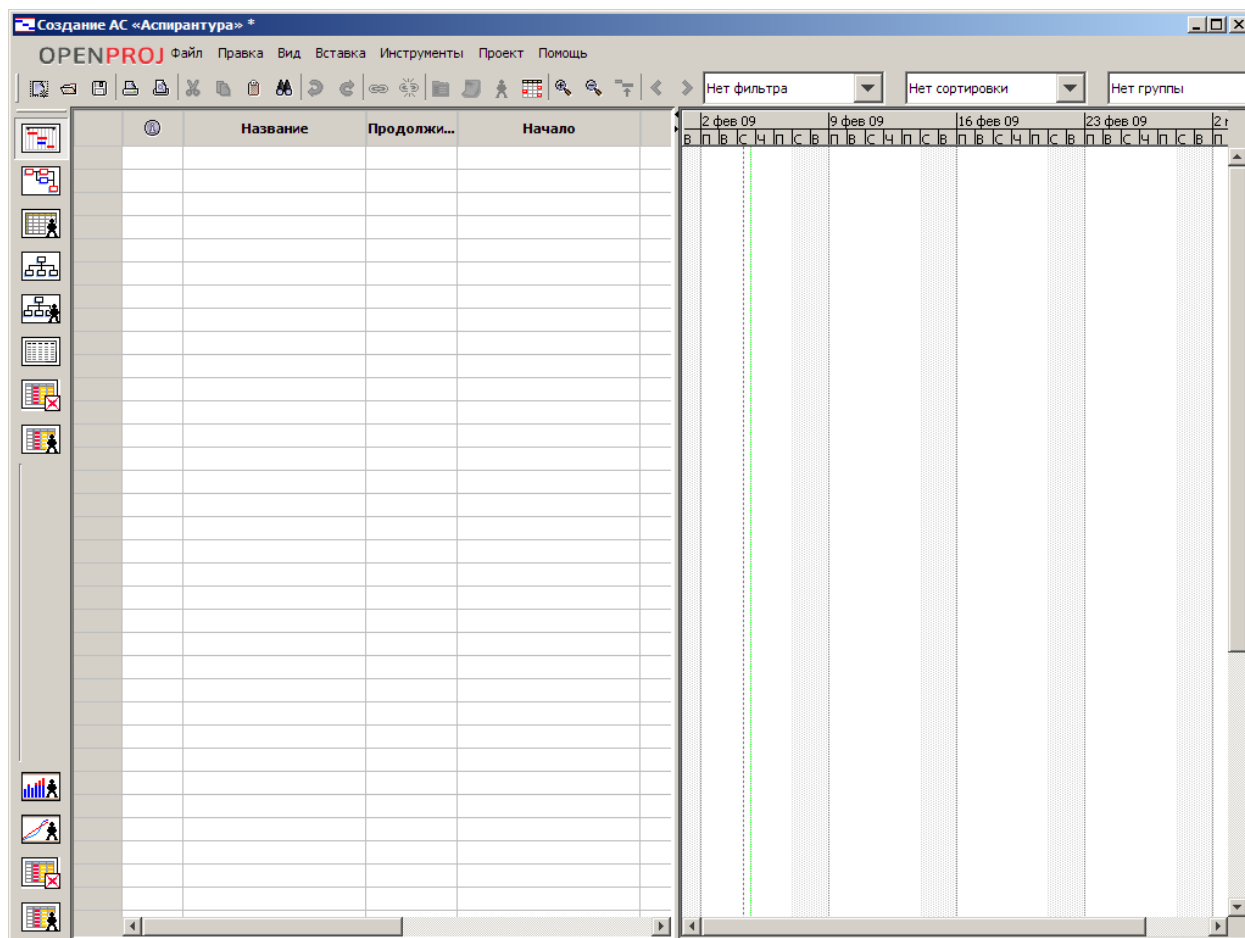 Создание АС «Аспирантура» *
OPENPROJ Файл Правка Вид Вставка Инструменты Проект Помощь
Нет фильтра Нет сортировки Нет группы
Название Продолжи... Начало
2 фев 09 9 фев 09 16 фев 09 23 фев 09 2
В П В С Ч П С В П В С Ч П С В П В С Ч П С В П В С Ч П С В П